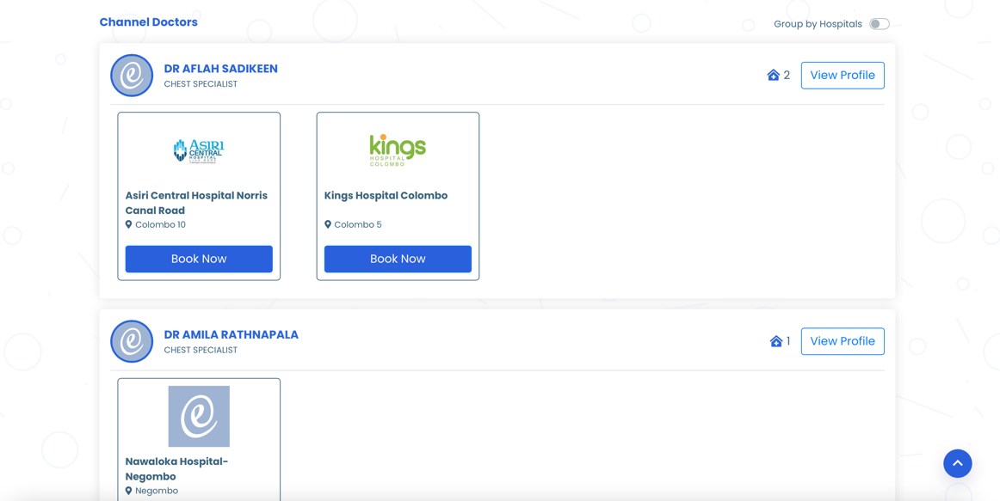 Channel Doctors
Group by Hospitals
DR AFLAH SADIKEEN
CHEST SPECIALIST
2
View Profile
ASIRI
CENTRAL
HOSPITAL
kings
HOSPITAL
COLOMBO
Asiri Central Hospital Norris
Canal Road
Colombo 10
Book Now
Kings Hospital Colombo
Colombo 5
Book Now
DR AMILA RATHNAPALA
CHEST SPECIALIST
1
View Profile
Nawaloka Hospital-
Negombo
Negombo